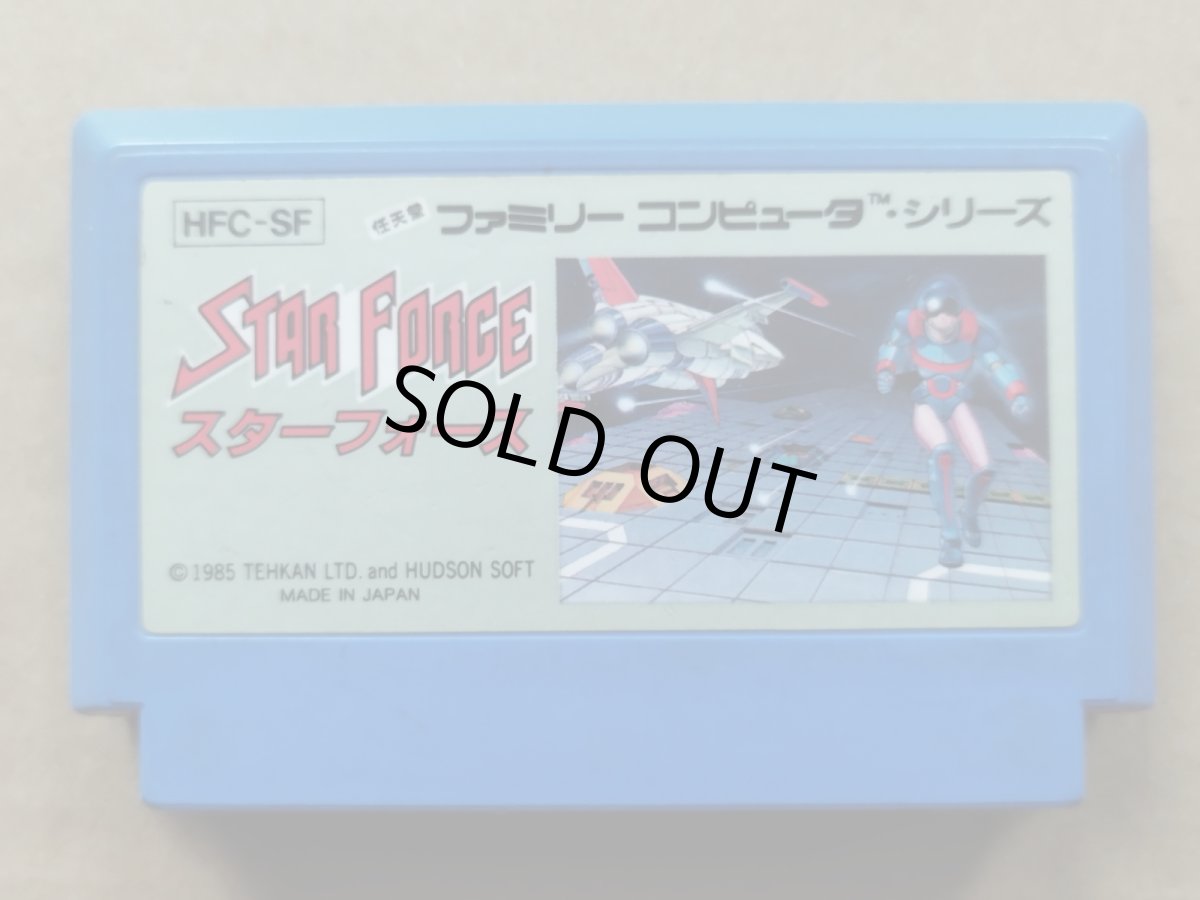 HFC-SF
任天堂 ファミリー コンピュータ™・シリーズ
STAR FORCE
スターフォース
SOLD OUT
© 1985 TEHKAN LTD. and HUDSON SOFT
MADE IN JAPAN